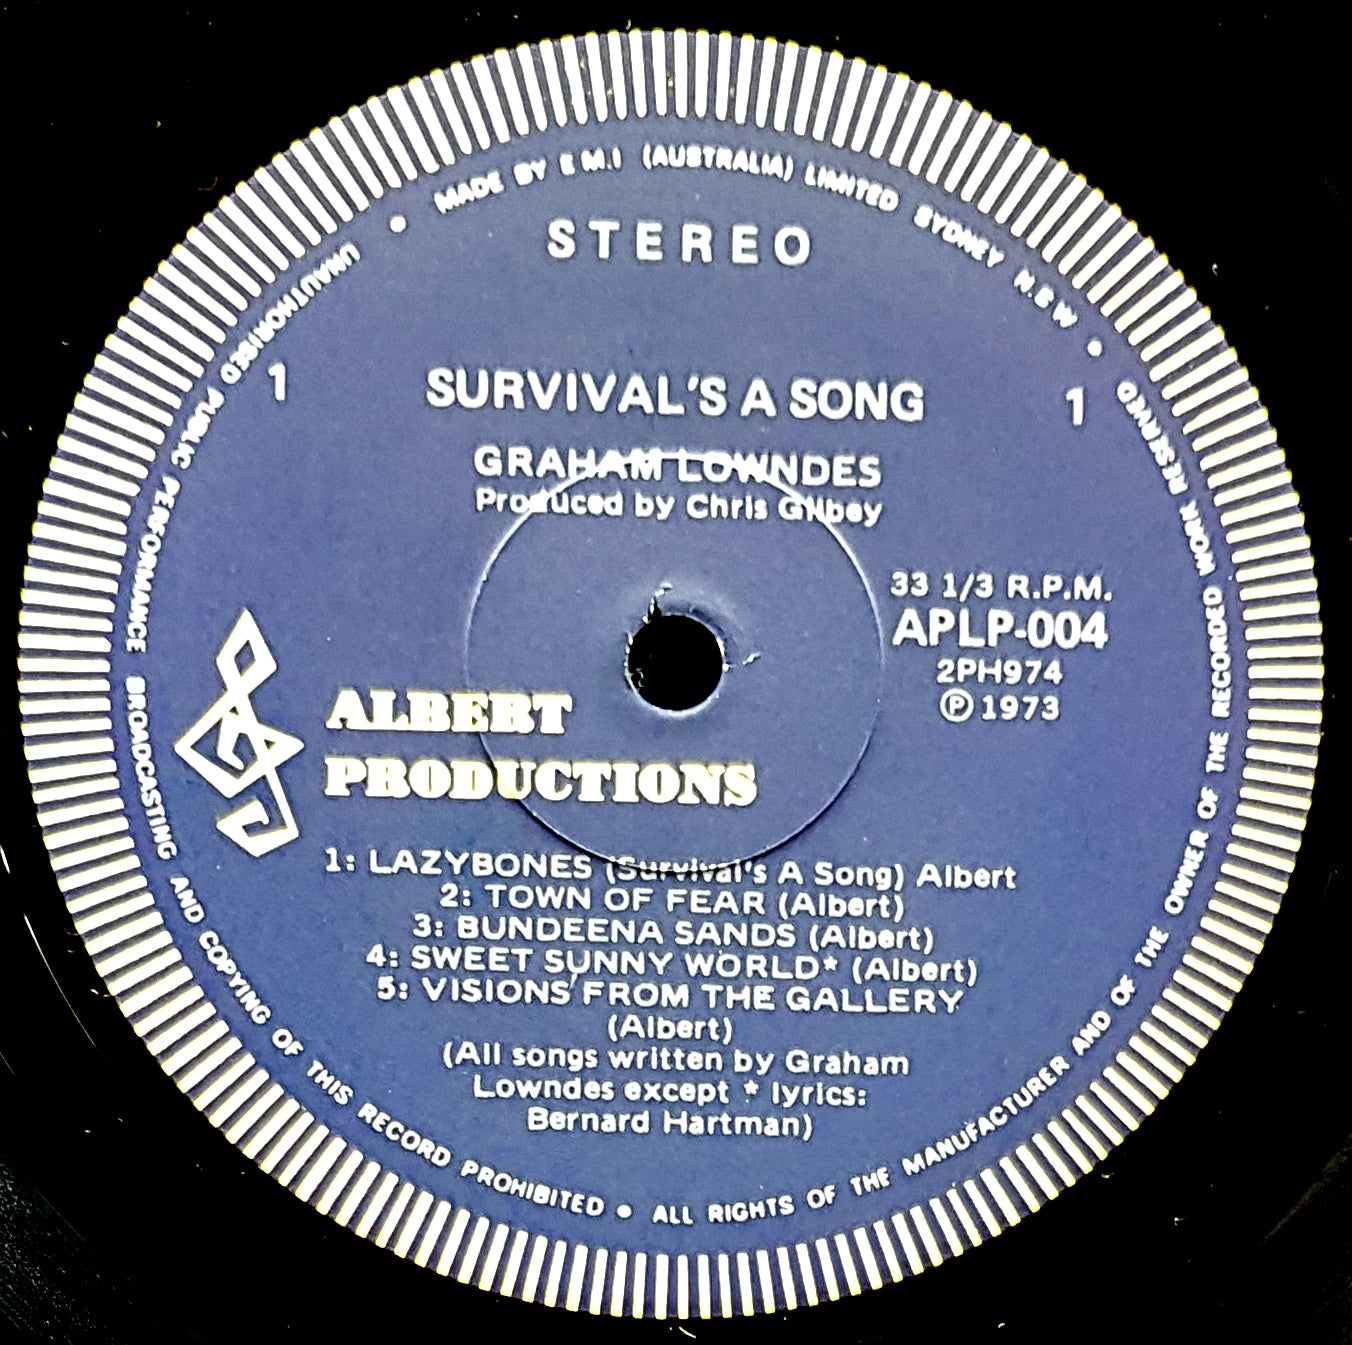 MADE BY E M.I (AUSTRALIA) LIMITED SYDNEY N.S W •
STEREO
1
1
SURVIVAL'S A SONG
GRAHAM LOWNDES
Produced by Chris Gilbey
33 1/3 R.P.M.
APLP-004
2PH974
Ⓟ 1973
ALBERT
PRODUCTIONS
1: LAZYBONES (Survival's A Song) Albert
2: TOWN OF FEAR (Albert)
3: BUNDEENA SANDS (Albert)
4: SWEET SUNNY WORLD* (Albert)
5: VISIONS FROM THE GALLERY
(Albert)
(All songs written by Graham
Lowndes except * lyrics:
Bernard Hartman)
UNAUTHORISED PUBLIC PERFORMANCE BROADCASTING AND COPYING OF THIS RECORD PROHIBITED • ALL RIGHTS OF THE MANUFACTURER AND OF THE OWNER OF THE RECORDED WORK RESERVED